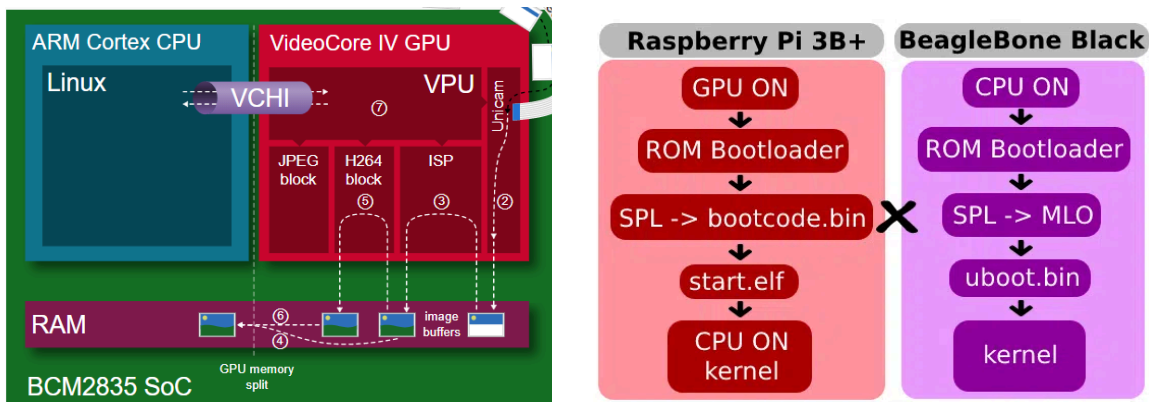 ARM Cortex CPU
Linux
VCHI
VideoCore IV GPU
VPU
Unicam
⑦
JPEG
block
H264
block
ISP
⑤
③
②
RAM
⑥
④
image
buffers
GPU memory
split
BCM2835 SoC
Raspberry Pi 3B+
GPU ON
ROM Bootloader
SPL -> bootcode.bin
start.elf
CPU ON
kernel
BeagleBone Black
CPU ON
ROM Bootloader
SPL -> MLO
uboot.bin
kernel